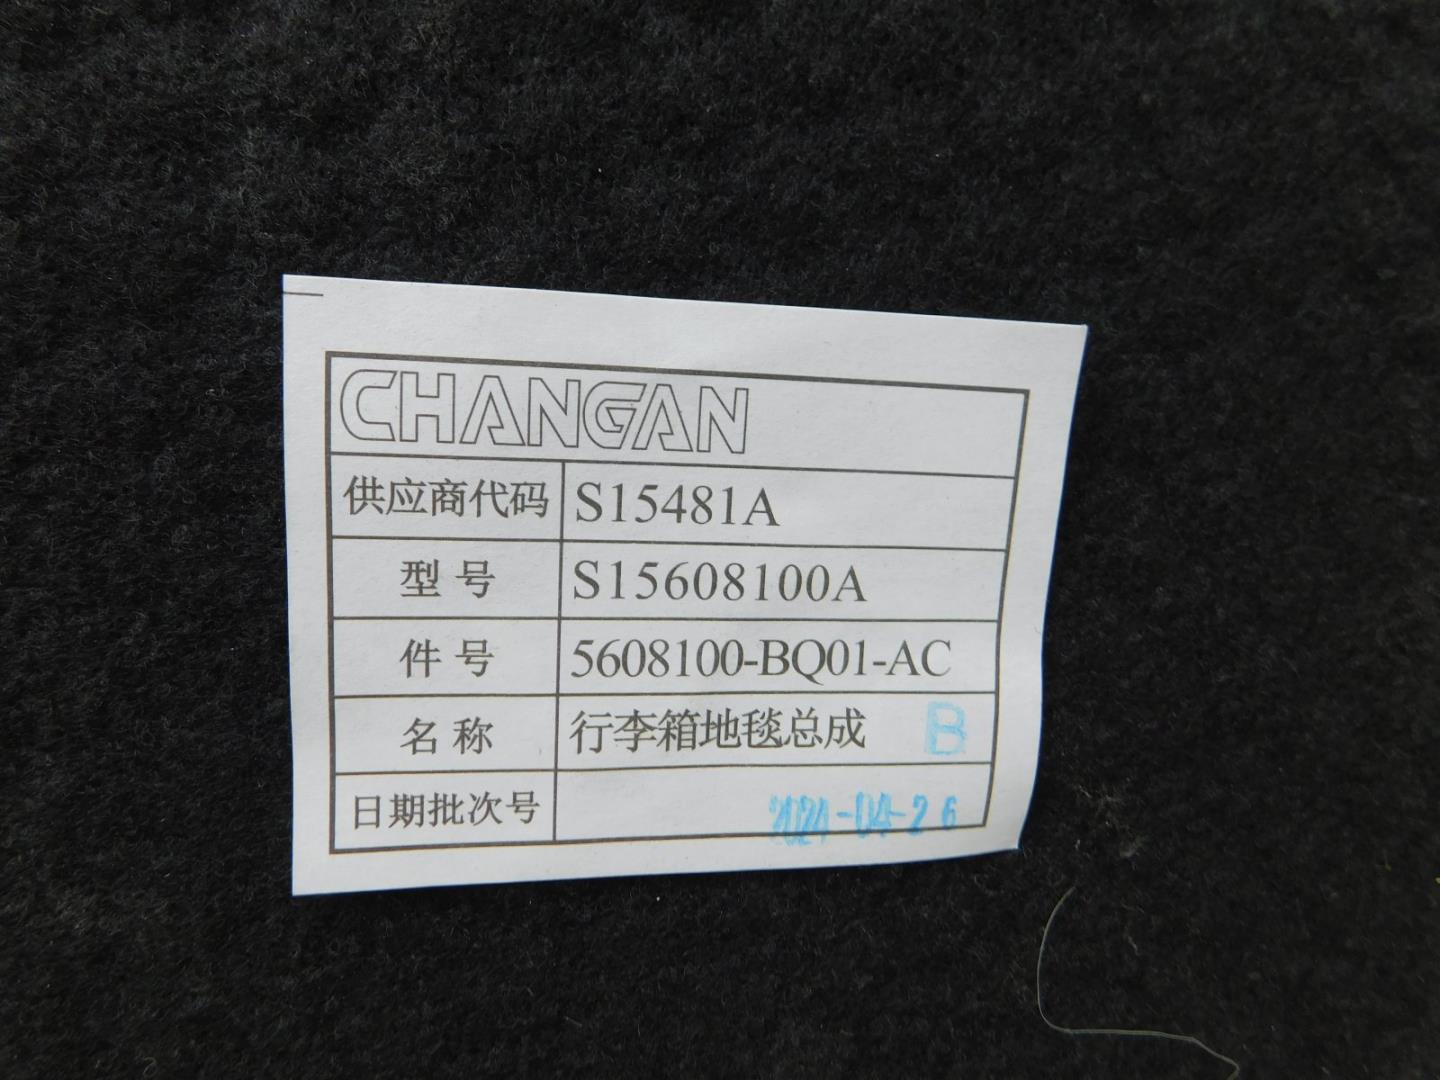 CHANGAN
供应商代码 S15481A
型号 S15608100A
件号 5608100-BQ01-AC
名称 行李箱地毯总成 B
日期批次号 2024-04-26